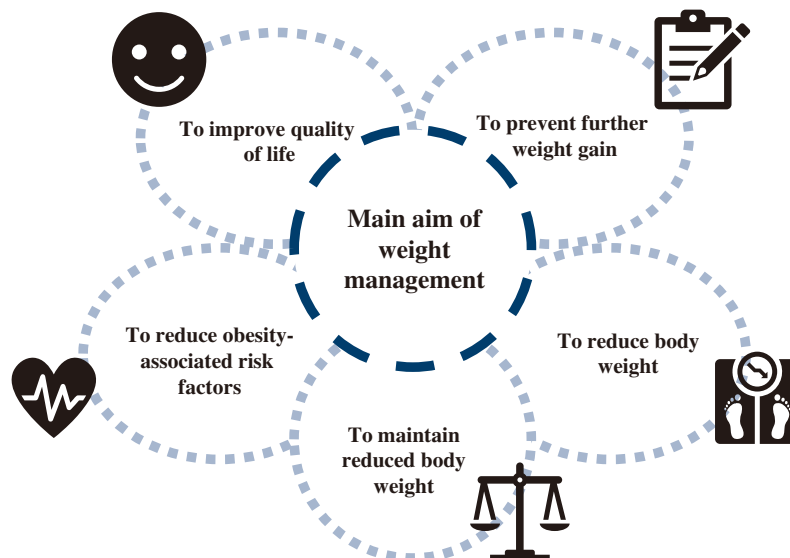 To improve quality
of life
To prevent further
weight gain
Main aim of
weight
management
To reduce obesity-
associated risk
factors
To reduce body
weight
To maintain
reduced body
weight